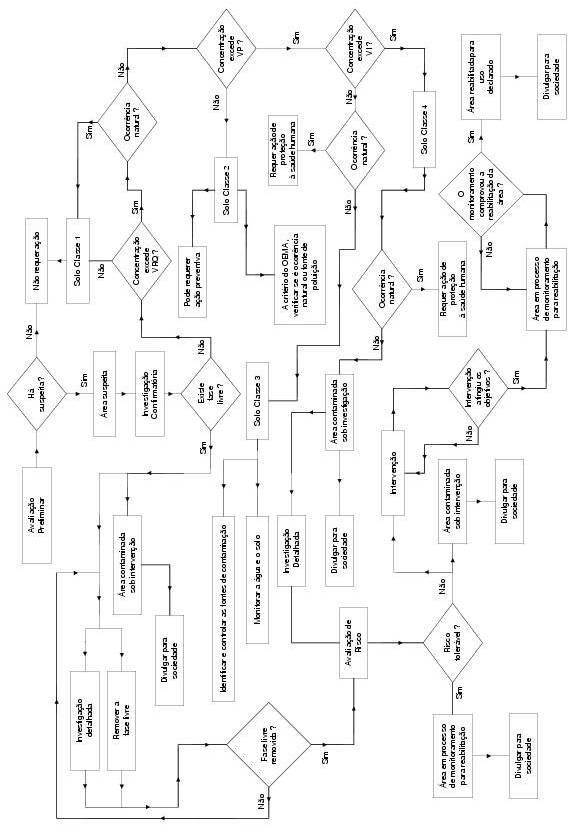 Avaliação
Preliminar
Há
suspeita?
Não
Sim
Não requer ação
Área suspeita
Investigação
Confirmatória
Existe
fase
livre?
Sim
Não
Concentração
excede
VRQ ?
Não
Sim
Solo Classe 1
Ocorrência
natural ?
Sim
Não
Concentração
excede
VP ?
Não
Sim
Solo Classe 2
Pode requerer
ação preventiva
A critério do OEMA,
verificar se é ocorrência
natural ou fonte de
poluição
Concentração
excede
VI ?
Não
Sim
Ocorrência
natural ?
Sim
Não
Requer ação de
proteção
à saúde humana
Solo Classe 3
Identificar e controlar as fontes de contaminação
Monitorar a água e o solo
Solo Classe 4
Ocorrência
natural ?
Sim
Não
Requer ação de
proteção
à saúde humana
Área contaminada
sob investigação
Divulgar para
sociedade
Investigação
Detalhada
Área contaminada
sob intervenção
Divulgar para
sociedade
Investigação
detalhada
Remover a
fase livre
Fase livre
removida ?
Não
Sim
Avaliação de
Risco
Risco
tolerável ?
Sim
Não
Área em processo
de monitoramento
para reabilitação
Divulgar para
sociedade
Área contaminada
sob intervenção
Divulgar para
sociedade
Intervenção
Intervenção
atingiu os
objetivos ?
Não
Sim
Área em processo
de monitoramento
para reabilitação
O
monitoramento
comprovou a
reabilitação da
área ?
Não
Sim
Área reabilitada para
uso
declarado
Divulgar para
sociedade